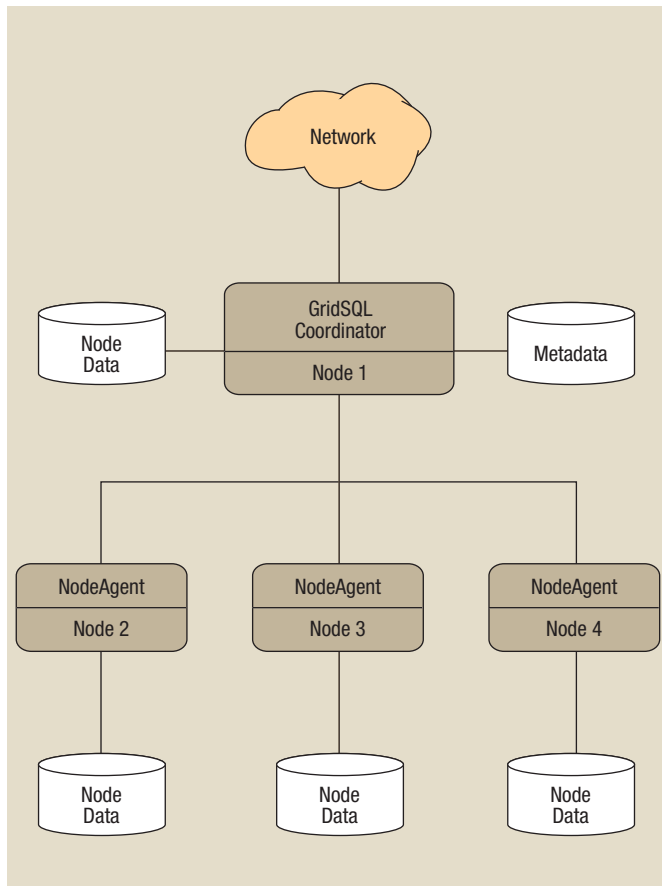 Network
GridSQL
Coordinator
Node 1
Node
Data
Metadata
NodeAgent
Node 2
NodeAgent
Node 3
NodeAgent
Node 4
Node
Data
Node
Data
Node
Data